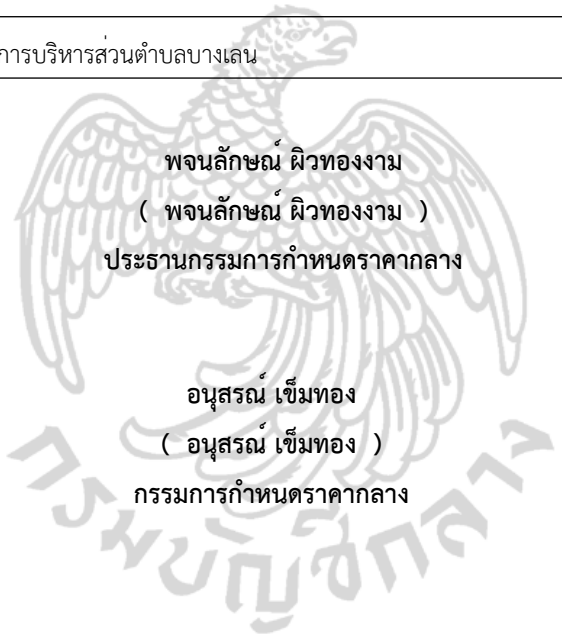 การบริหารส่วนตำบลบางเลน
พจนลักษณ์ ผิวทองงาม
( พจนลักษณ์ ผิวทองงาม )
ประธานกรรมการกำหนดราคากลาง
อนุสรณ์ เข็มทอง
( อนุสรณ์ เข็มทอง )
กรรมการกำหนดราคากลาง
กรมบัญชีกลาง